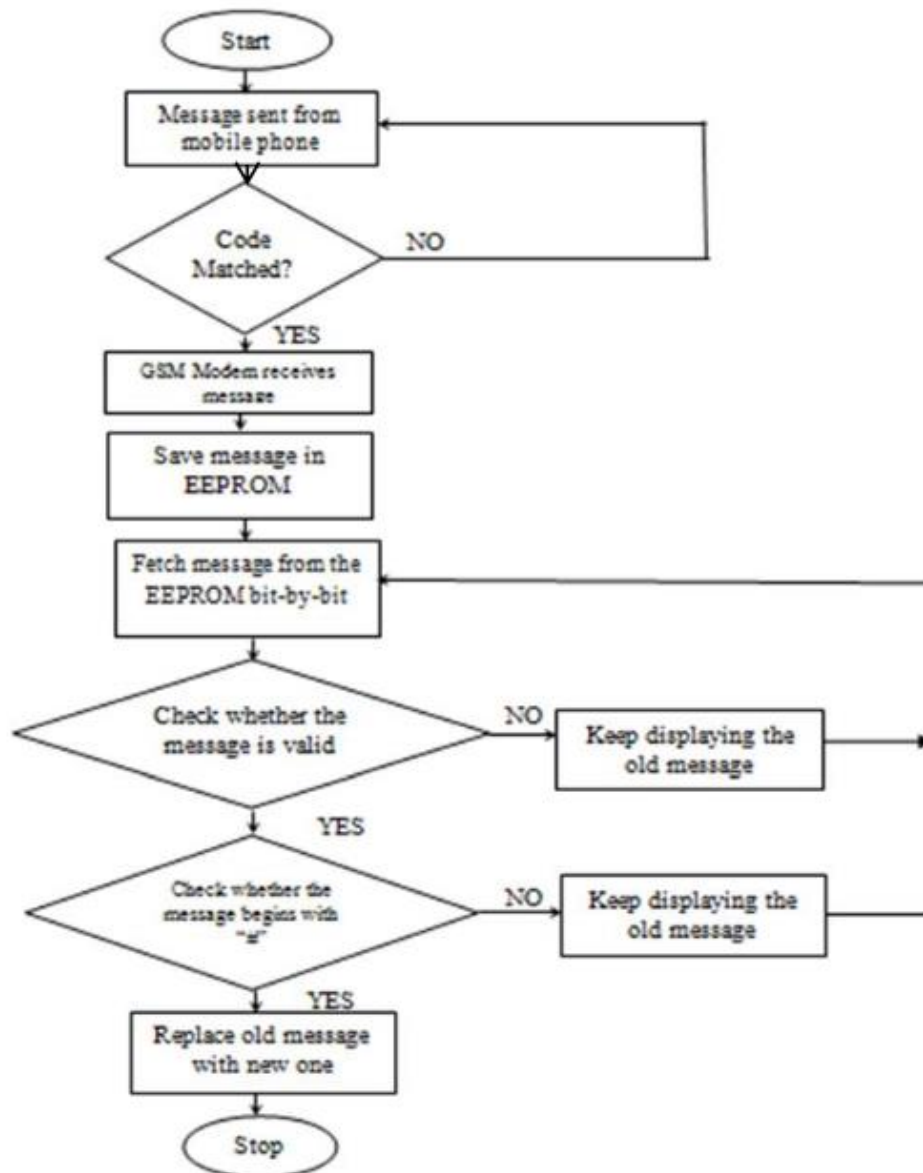 Start
Message sent from
mobile phone
Code
Matched?
NO
YES
GSM Modem receives
message
Save message in
EEPROM
Fetch message from the
EEPROM bit-by-bit
Check whether the
message is valid
NO
Keep displaying the
old message
YES
Check whether the
message begins with
"#"
NO
Keep displaying the
old message
YES
Replace old message
with new one
Stop